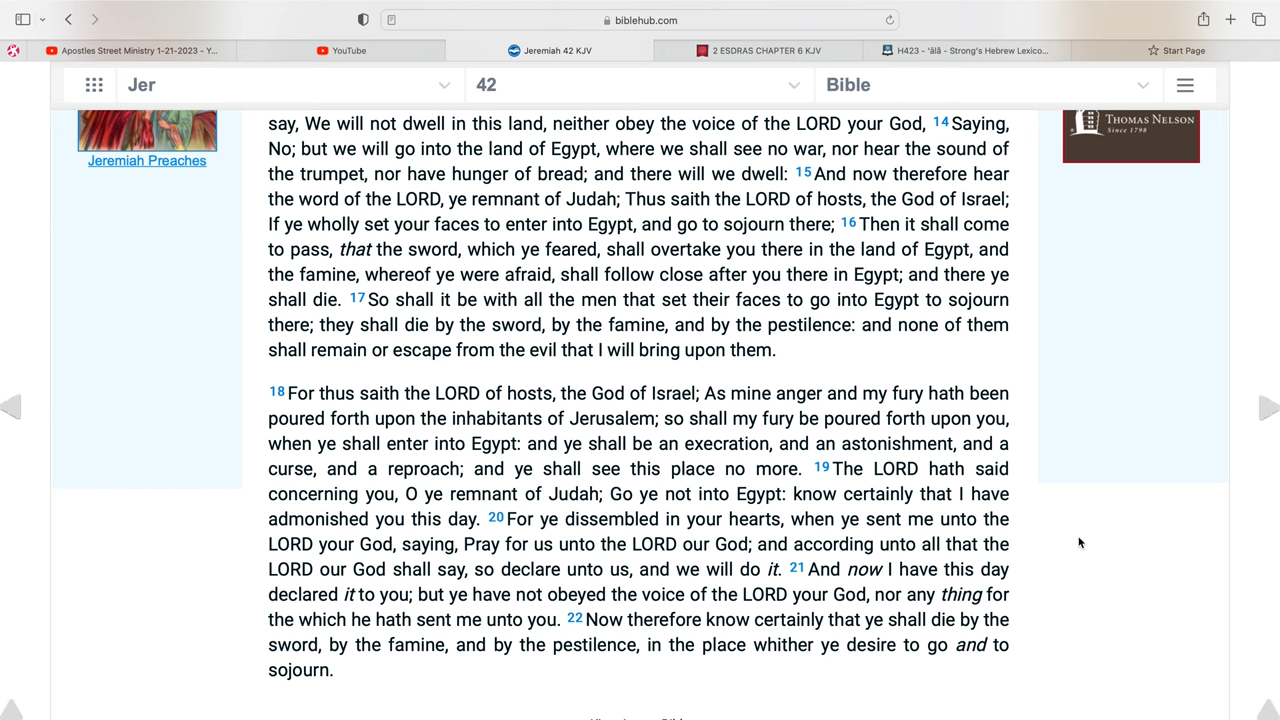 biblehub.com
Apostles Street Ministry 1-21-2023 - Y...
YouTube
Jeremiah 42 KJV
2 ESDRAS CHAPTER 6 KJV
H423 - 'ālâ - Strong's Hebrew Lexico...
Start Page
Jer
42
Bible
Jeremiah Preaches
THOMAS NELSON
Since 1798
say, We will not dwell in this land, neither obey the voice of the LORD your God, 14 Saying,
No; but we will go into the land of Egypt, where we shall see no war, nor hear the sound of
the trumpet, nor have hunger of bread; and there will we dwell: 15 And now therefore hear
the word of the LORD, ye remnant of Judah; Thus saith the LORD of hosts, the God of Israel;
If ye wholly set your faces to enter into Egypt, and go to sojourn there; 16 Then it shall come
to pass, that the sword, which ye feared, shall overtake you there in the land of Egypt, and
the famine, whereof ye were afraid, shall follow close after you there in Egypt; and there ye
shall die. 17 So shall it be with all the men that set their faces to go into Egypt to sojourn
there; they shall die by the sword, by the famine, and by the pestilence: and none of them
shall remain or escape from the evil that I will bring upon them.
18 For thus saith the LORD of hosts, the God of Israel; As mine anger and my fury hath been
poured forth upon the inhabitants of Jerusalem; so shall my fury be poured forth upon you,
when ye shall enter into Egypt: and ye shall be an execration, and an astonishment, and a
curse, and a reproach; and ye shall see this place no more. 19 The LORD hath said
concerning you, O ye remnant of Judah; Go ye not into Egypt: know certainly that I have
admonished you this day. 20 For ye dissembled in your hearts, when ye sent me unto the
LORD your God, saying, Pray for us unto the LORD our God; and according unto all that the
LORD our God shall say, so declare unto us, and we will do it. 21 And now I have this day
declared it to you; but ye have not obeyed the voice of the LORD your God, nor any thing for
the which he hath sent me unto you. 22 Now therefore know certainly that ye shall die by the
sword, by the famine, and by the pestilence, in the place whither ye desire to go and to
sojourn.